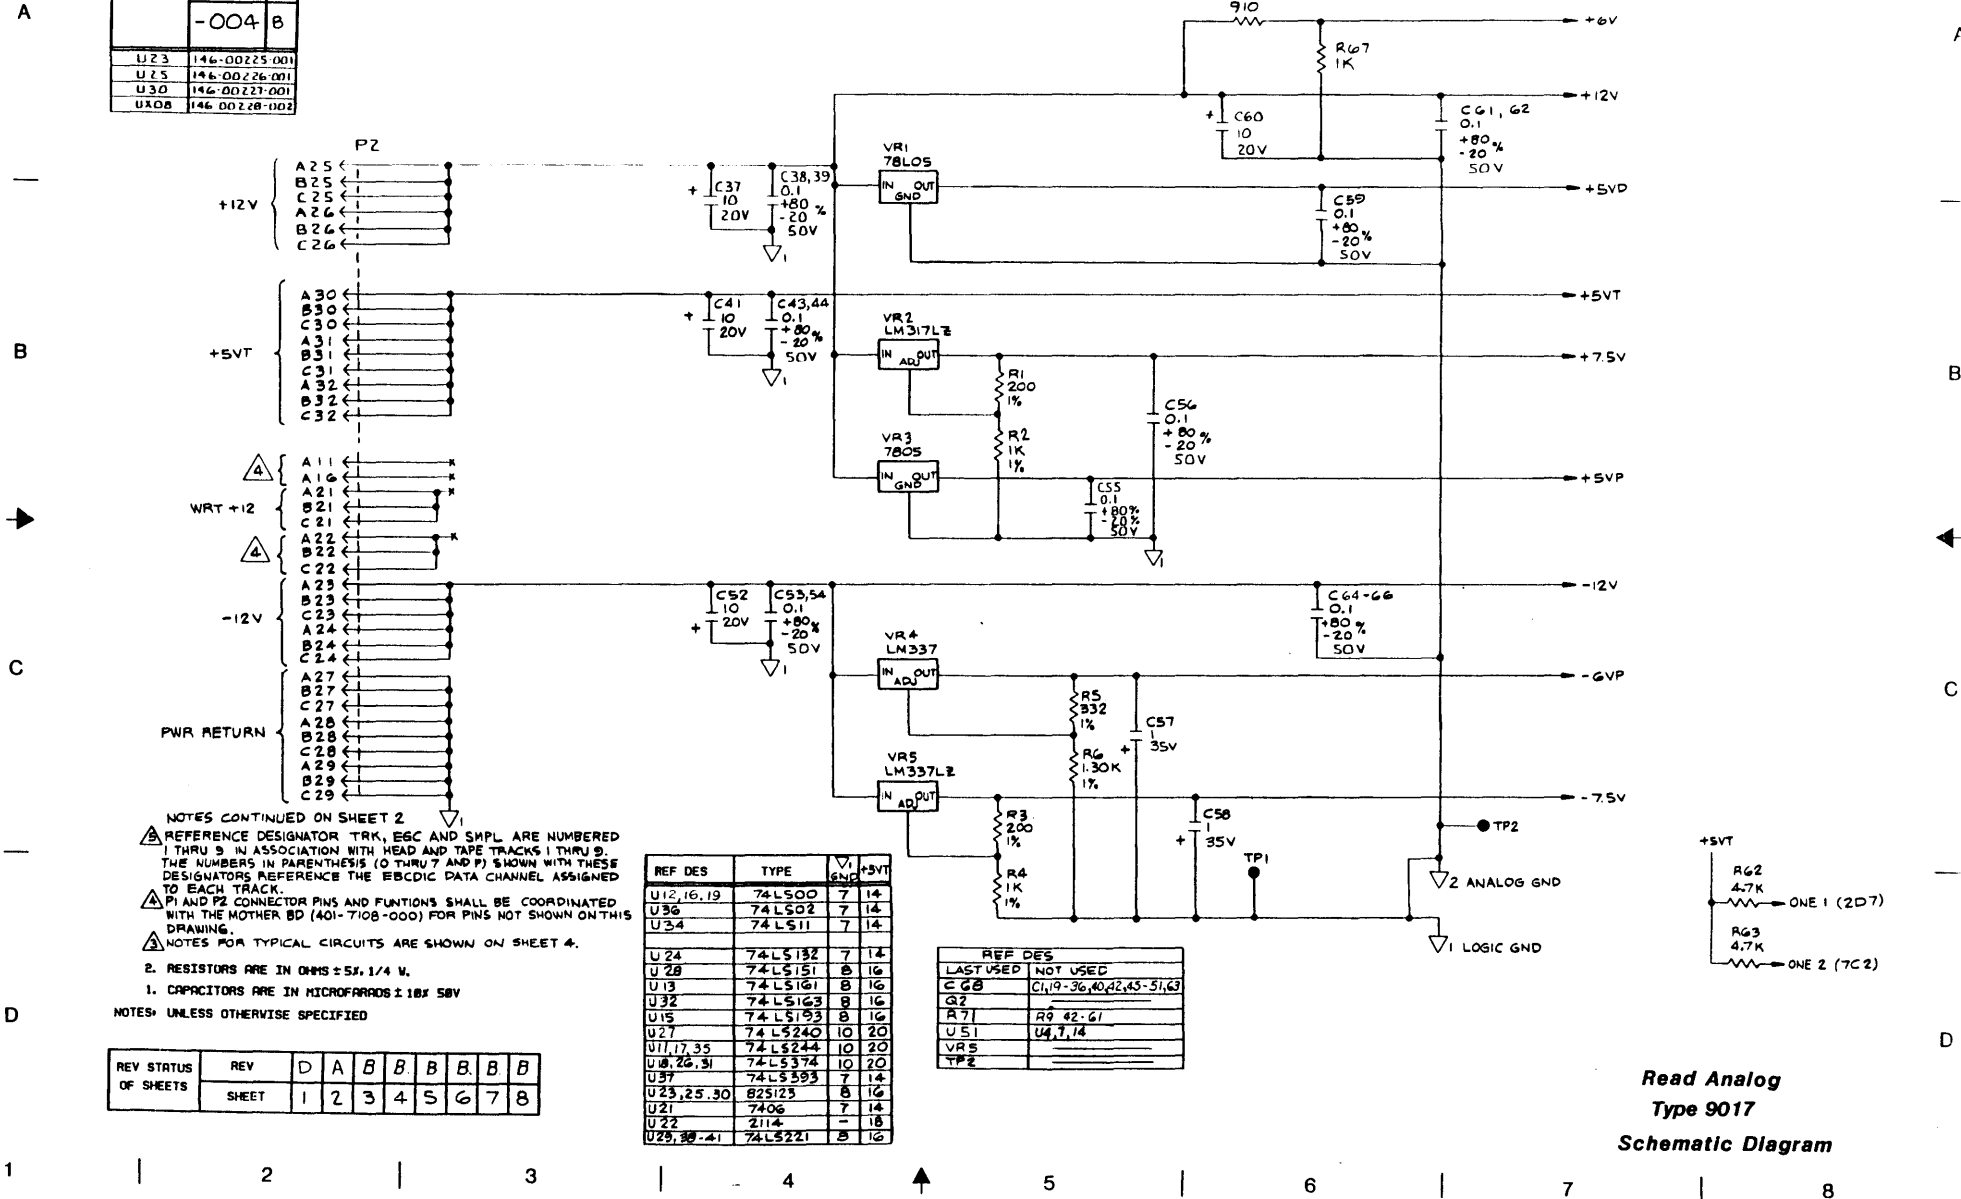 A
-004 B
U23 146-00225-001
U25 146-00226-001
U30 146-00227-001
UX08 146 00228-002
910
+6V
R67
1K
+12V
+ C60
10
20V
C61, 62
0.1
+80 %
-20
50V
P2
+12V
A25
B25
C25
A26
B26
C26
+ C37
10
20V
C38,39
0.1
+80 %
-20
50V
VR1
78L05
IN OUT
GND
+5VD
C59
0.1
+80 %
-20
50V
+5VT
A30
B30
C30
A31
B31
C31
A32
B32
C32
+ C41
10
20V
C43,44
0.1
+80 %
-20
50V
1
+5VT
B
B
VR2
LM317LZ
IN OUT
ADJ
+7.5V
R1
200
1%
R2
1K
1%
C56
0.1
+80 %
-20
50V
VR3
7805
IN OUT
GND
+5VP
C55
0.1
+80%
-20%
50V
1
4
A11
A16
WRT +12
A21
B21
C21
4
A22
B22
C22
-12V
A23
B23
C23
A24
B24
C24
C52
10
+ 20V
C53,54
0.1
+80 %
-20
50V
1
-12V
C64-66
0.1
+80 %
-20
50V
C
C
VR4
LM337
IN OUT
ADJ
-6VP
R5
332
1%
R6
1.30K
1%
C57
1
+ 35V
PWR RETURN
A27
B27
C27
A28
B28
C28
A29
B29
C29
1
VR5
LM337LZ
IN OUT
ADJ
-7.5V
R3
200
1%
R4
1K
1%
C58
1
+ 35V
TP1
TP2
2 ANALOG GND
1 LOGIC GND
+5VT
R62
4.7K
ONE 1 (2D7)
R63
4.7K
ONE 2 (7C2)
NOTES CONTINUED ON SHEET 2
5 REFERENCE DESIGNATOR TRK, EGC AND SMPL ARE NUMBERED
1 THRU 9 IN ASSOCIATION WITH HEAD AND TAPE TRACKS 1 THRU 9.
THE NUMBERS IN PARENTHESIS (0 THRU 7 AND P) SHOWN WITH THESE
DESIGNATORS REFERENCE THE EBCDIC DATA CHANNEL ASSIGNED
TO EACH TRACK.
4 P1 AND P2 CONNECTOR PINS AND FUNTIONS SHALL BE COORDINATED
WITH THE MOTHER BD (401-7108-000) FOR PINS NOT SHOWN ON THIS
DRAWING.
3 NOTES FOR TYPICAL CIRCUITS ARE SHOWN ON SHEET 4.
2. RESISTORS ARE IN OHMS ±5%, 1/4 W.
1. CAPACITORS ARE IN MICROFARADS ± 10% 50V
NOTES: UNLESS OTHERWISE SPECIFIED
REF DES TYPE 1 GND +5VT
U12,16,19 74LS00 7 14
U36 74LS02 7 14
U34 74LS11 7 14
U24 74LS132 7 14
U28 74LS151 8 16
U13 74LS161 8 16
U32 74LS163 8 16
U15 74LS193 8 16
U27 74LS240 10 20
U11,17,35 74LS244 10 20
U18,26,31 74LS374 10 20
U37 74LS393 7 14
U23,25,30 82S123 8 16
U21 7406 7 14
U22 2114 - 18
U29,38-41 74LS221 8 16
REF DES
LAST USED NOT USED
C68 C1,19-36,40,42,45-51,63
Q2
R71 R9 42-61
U51 U4,7,14
VR5
TP2
D
D
REV STATUS OF SHEETS
REV D A B B. B B. B B
SHEET 1 2 3 4 5 6 7 8
Read Analog
Type 9017
Schematic Diagram
1 2 3 4 5 6 7 8